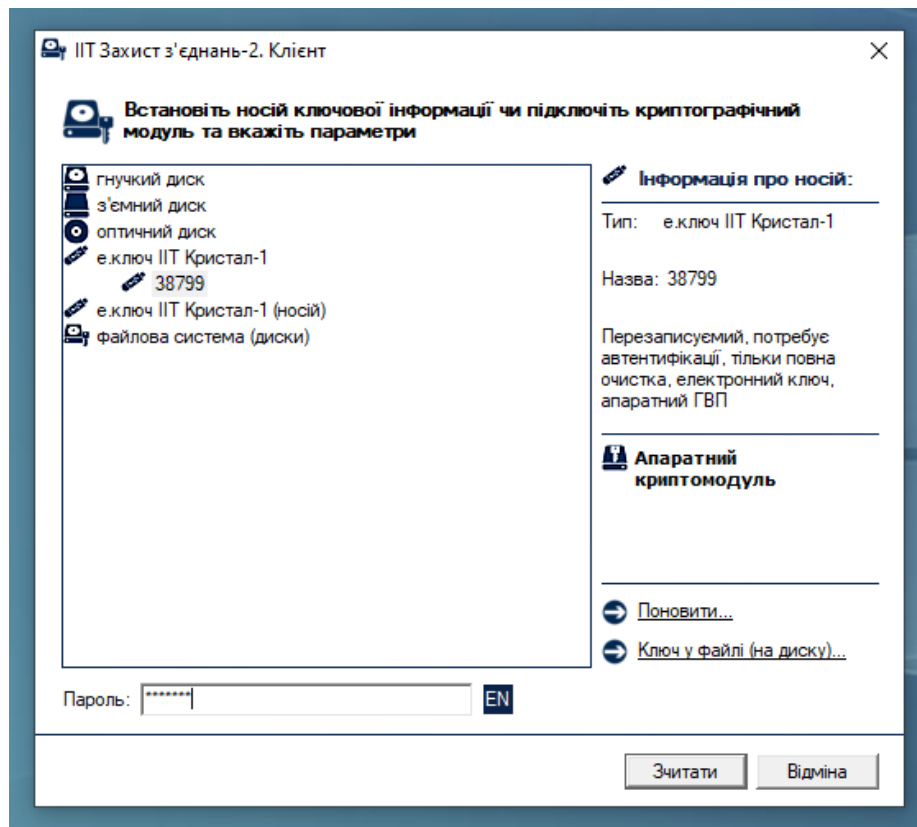 ІІТ Захист з'єднань-2. Клієнт
Встановіть носій ключової інформації чи підключіть криптографічний
модуль та вкажіть параметри
гнучкий диск
з'ємний диск
оптичний диск
е.ключ ІІТ Кристал-1
38799
е.ключ ІІТ Кристал-1 (носій)
файлова система (диски)
Інформація про носій:
Тип: е.ключ ІІТ Кристал-1
Назва: 38799
Перезаписуємий, потребує
автентифікації, тільки повна
очистка, електронний ключ,
апаратний ГВП
Апаратний
криптомодуль
Поновити...
Ключ у файлі (на диску)...
Пароль: *******
EN
Зчитати
Відміна